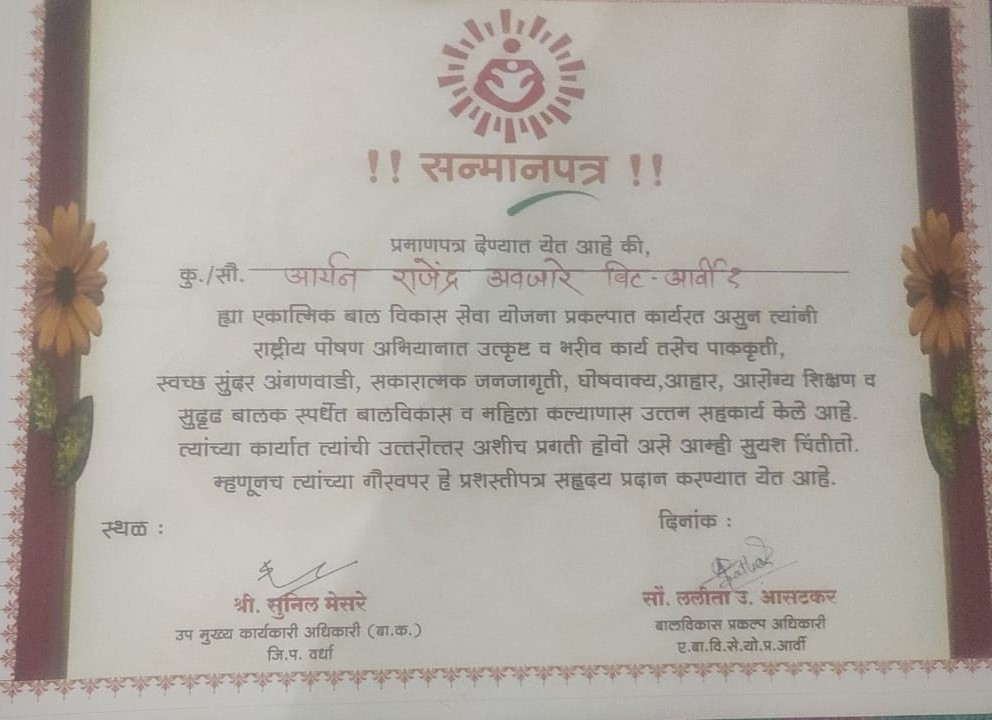 !! सन्मानपत्र !!
प्रमाणपत्र देण्यात येत आहे की,
कु./सौ. आर्यन राजेंद्र अवजारे बिट - आर्वी १
ह्या एकात्मिक बाल विकास सेवा योजना प्रकल्पात कार्यरत असुन त्यांनी
राष्ट्रीय पोषण अभियानात उत्कृष्ट व भरीव कार्य तसेच पाककृती,
स्वच्छ सुंदर अंगणवाडी, सकारात्मक जनजागृती, घोषवाक्य,आहार, आरोग्य शिक्षण व
सुदृढ बालक स्पर्धेत बालविकास व महिला कल्याणास उत्तम सहकार्य केले आहे.
त्यांच्या कार्यात त्यांची उत्तरोत्तर अशीच प्रगती होवो असे आम्ही सुयश चिंतीतो.
म्हणूनच त्यांच्या गौरवपर हे प्रशस्तीपत्र सहृदय प्रदान करण्यात येत आहे.
स्थळ :
दिनांक :
श्री. सुनिल मेसरे
उप मुख्य कार्यकारी अधिकारी (बा.क.)
जि.प. वर्धा
सौ. ललीता उ. आंसटकर
बालविकास प्रकल्प अधिकारी
ए.बा.वि.से.यो.प्र.आर्वी